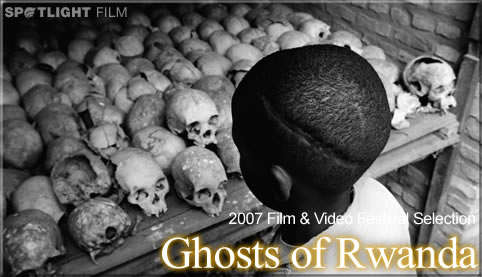 SPOTLIGHT FILM
2007 Film & Video Festival Selection
Ghosts of Rwanda